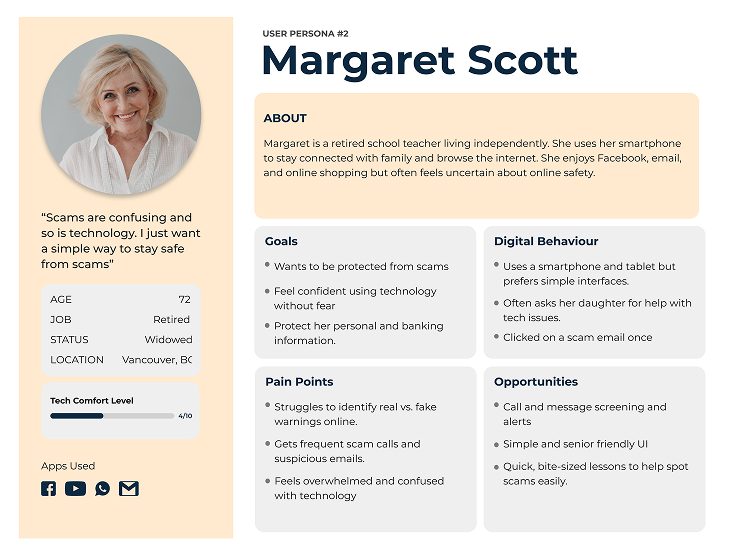 USER PERSONA #2
Margaret Scott
ABOUT
Margaret is a retired school teacher living independently. She uses her smartphone
to stay connected with family and browse the internet. She enjoys Facebook, email,
and online shopping but often feels uncertain about online safety.
“Scams are confusing and
so is technology. I just want
a simple way to stay safe
from scams”
AGE 72
JOB Retired
STATUS Widowed
LOCATION Vancouver, BC
Tech Comfort Level
4/10
Apps Used
Goals
Wants to be protected from scams
Feel confident using technology
without fear
Protect her personal and banking
information.
Digital Behaviour
Uses a smartphone and tablet but
prefers simple interfaces.
Often asks her daughter for help with
tech issues.
Clicked on a scam email once
Pain Points
Struggles to identify real vs. fake
warnings online.
Gets frequent scam calls and
suspicious emails.
Feels overwhelmed and confused
with technology
Opportunities
Call and message screening and
alerts
Simple and senior friendly UI
Quick, bite-sized lessons to help spot
scams easily.